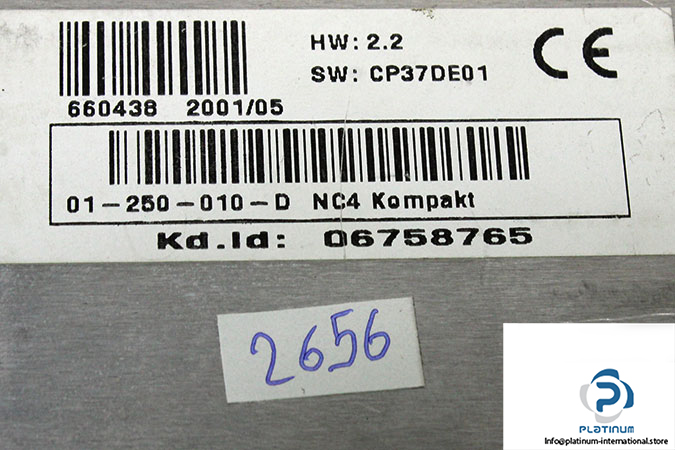 HW: 2.2
SW: CP37DE01
CE
660438 2001/05
01-250-010-D NC4 Kompakt
Kd.Id: 06758765
2656
PLATINUM
Info@platinum-international.store